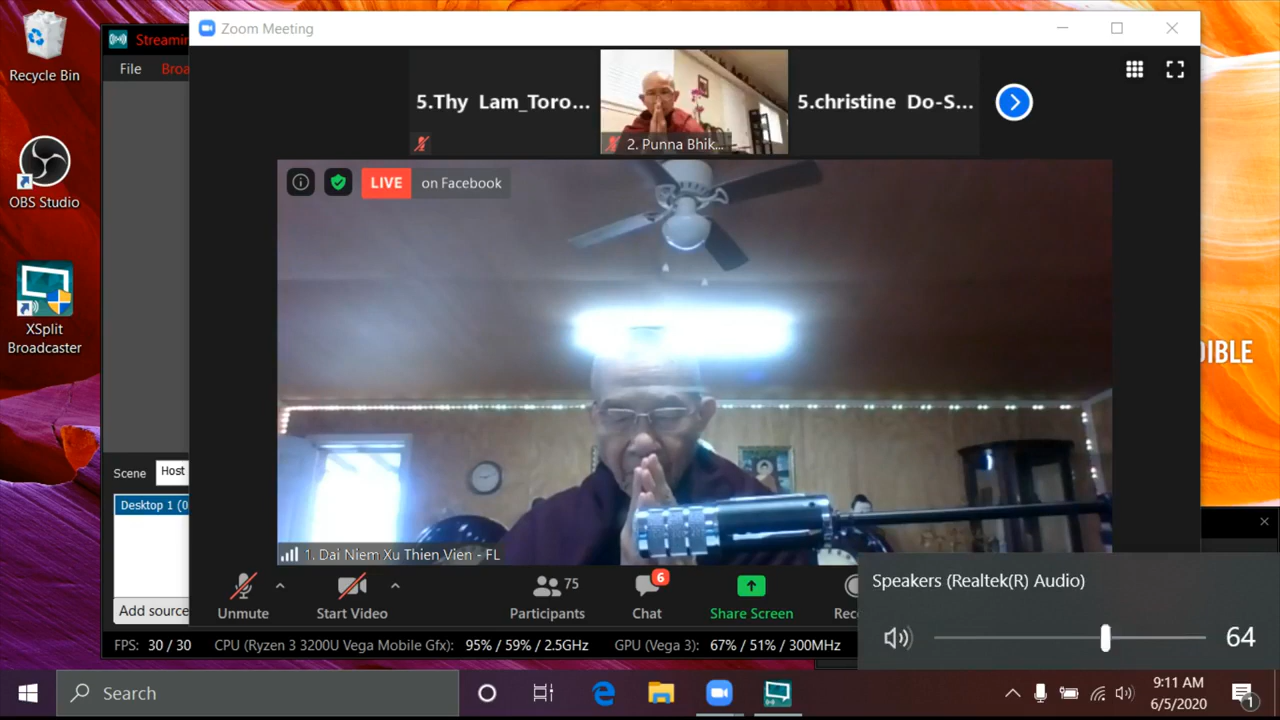 Recycle Bin
OBS Studio
XSplit
Broadcaster
File
Zoom Meeting
5.Thy Lam_Toro...
2. Punna Bhik...
5.christine Do-S...
LIVE on Facebook
1. Dai Niem Xu Thien Vien - FL
Scene Host
Desktop 1 (0
Add source
Unmute
Start Video
75
Participants
6
Chat
Share Screen
Speakers (Realtek(R) Audio)
64
FPS: 30 / 30 CPU (Ryzen 3 3200U Vega Mobile Gfx): 95% / 59% / 2.5GHz GPU (Vega 3): 67% / 51% / 300MHz
Search
9:11 AM
6/5/2020
1